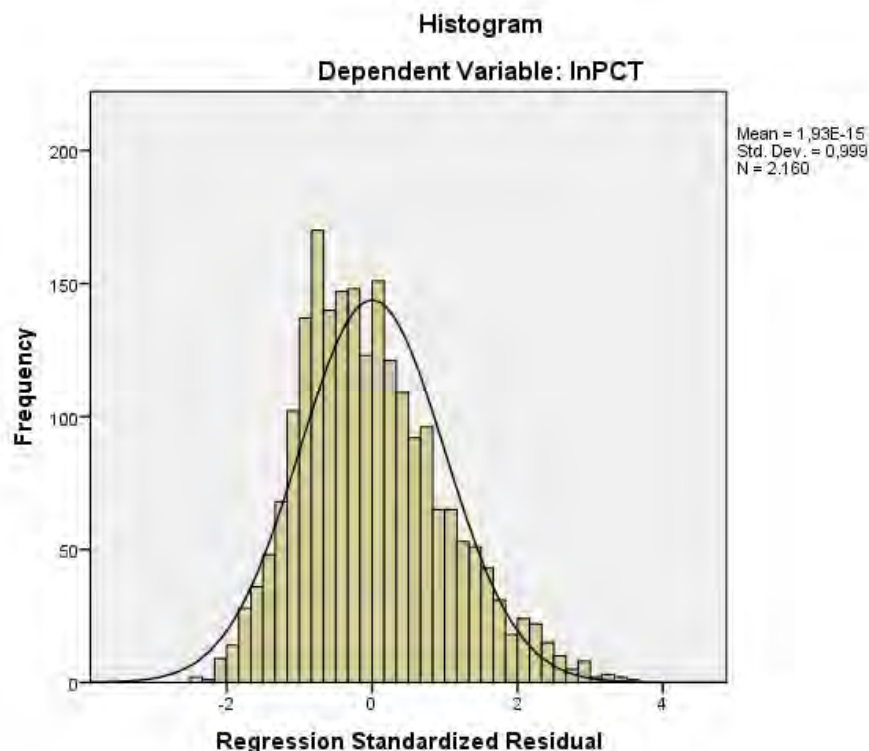 Histogram
Dependent Variable: lnPCT
Mean = 1,93E-15
Std. Dev. = 0,999
N = 2.160
200
150
100
50
0
Frequency
-2 0 2 4
Regression Standardized Residual